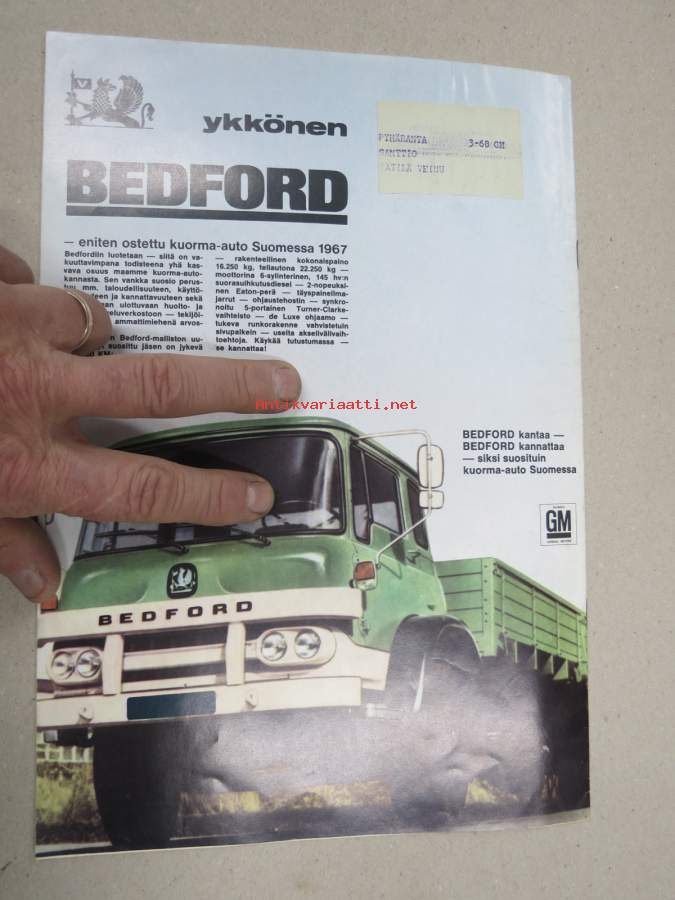 V
ykkönen
BEDFORD
PYHÄRANTA 3-68 GM
SANTTIO
VEIHU
— eniten ostettu kuorma-auto Suomessa 1967
Bedfordiin luotetaan — siitä on va-
kuuttavimpana todisteena yhä kas-
vava osuus maamme kuorma-auto-
kannasta. Sen vankka suosio perus-
tuu mm. taloudellisuuteen, käyttö-
teen ja kannattavuuteen sekä
aan ulottuvaan huolto- ja
veluverkostoon — tekijöi-
ammattimiehenä arvos-
n Bedford-malliston uu-
suosittu jäsen on jykevä
KM
— rakenteellinen kokonaispaino
16.250 kg, teliautona 22.250 kg —
moottorina 6-sylinterinen, 145 hv:n
suorasuihkutusdiesel — 2-nopeuksi-
nen Eaton-perä — täyspaineilma-
jarrut — ohjaustehostin — synkro-
noitu 5-portainen Turner-Clarke-
vaihteisto — de Luxe ohjaamo —
tukeva runkorakenne vahvistetuin
sivupalkein — useita akselivälivaih-
toehtoja. Käykää tutustumassa —
se kannattaa!
Antikvariaatti.net
BEDFORD kantaa —
BEDFORD kannattaa
— siksi suosituin
kuorma-auto Suomessa
GM
BEDFORD